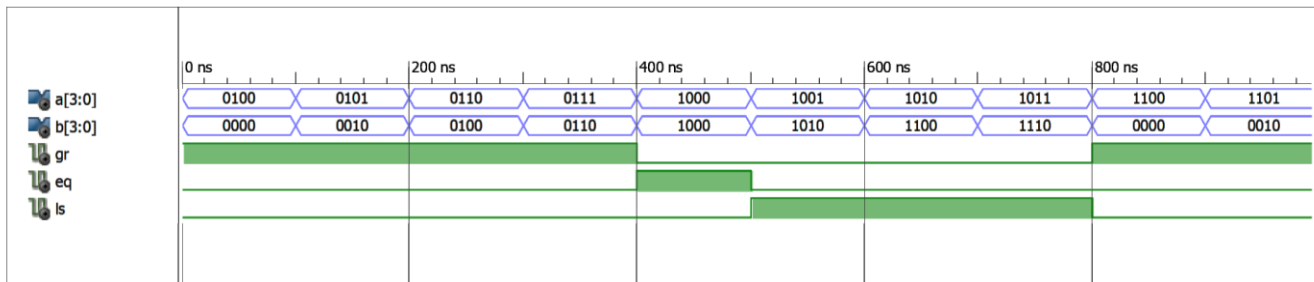 0 ns 200 ns 400 ns 600 ns 800 ns
a[3:0] 0100 0101 0110 0111 1000 1001 1010 1011 1100 1101
b[3:0] 0000 0010 0100 0110 1000 1010 1100 1110 0000 0010
gr
eq
ls